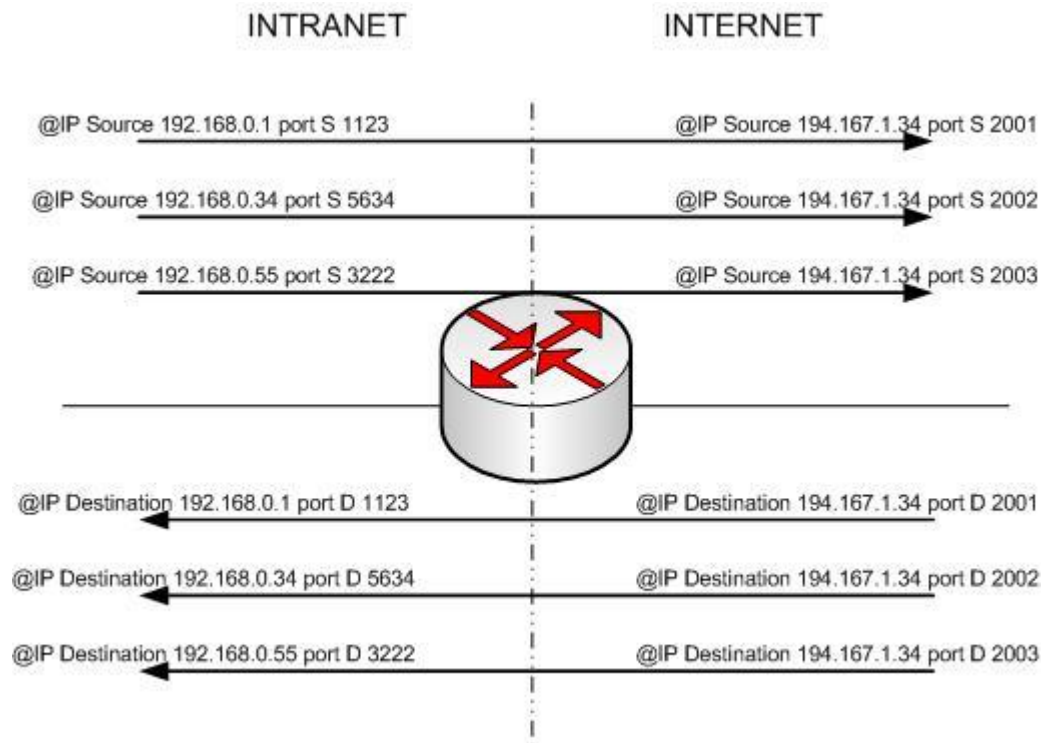 INTRANET INTERNET
@IP Source 192.168.0.1 port S 1123 @IP Source 194.167.1.34 port S 2001
@IP Source 192.168.0.34 port S 5634 @IP Source 194.167.1.34 port S 2002
@IP Source 192.168.0.55 port S 3222 @IP Source 194.167.1.34 port S 2003
@IP Destination 192.168.0.1 port D 1123 @IP Destination 194.167.1.34 port D 2001
@IP Destination 192.168.0.34 port D 5634 @IP Destination 194.167.1.34 port D 2002
@IP Destination 192.168.0.55 port D 3222 @IP Destination 194.167.1.34 port D 2003